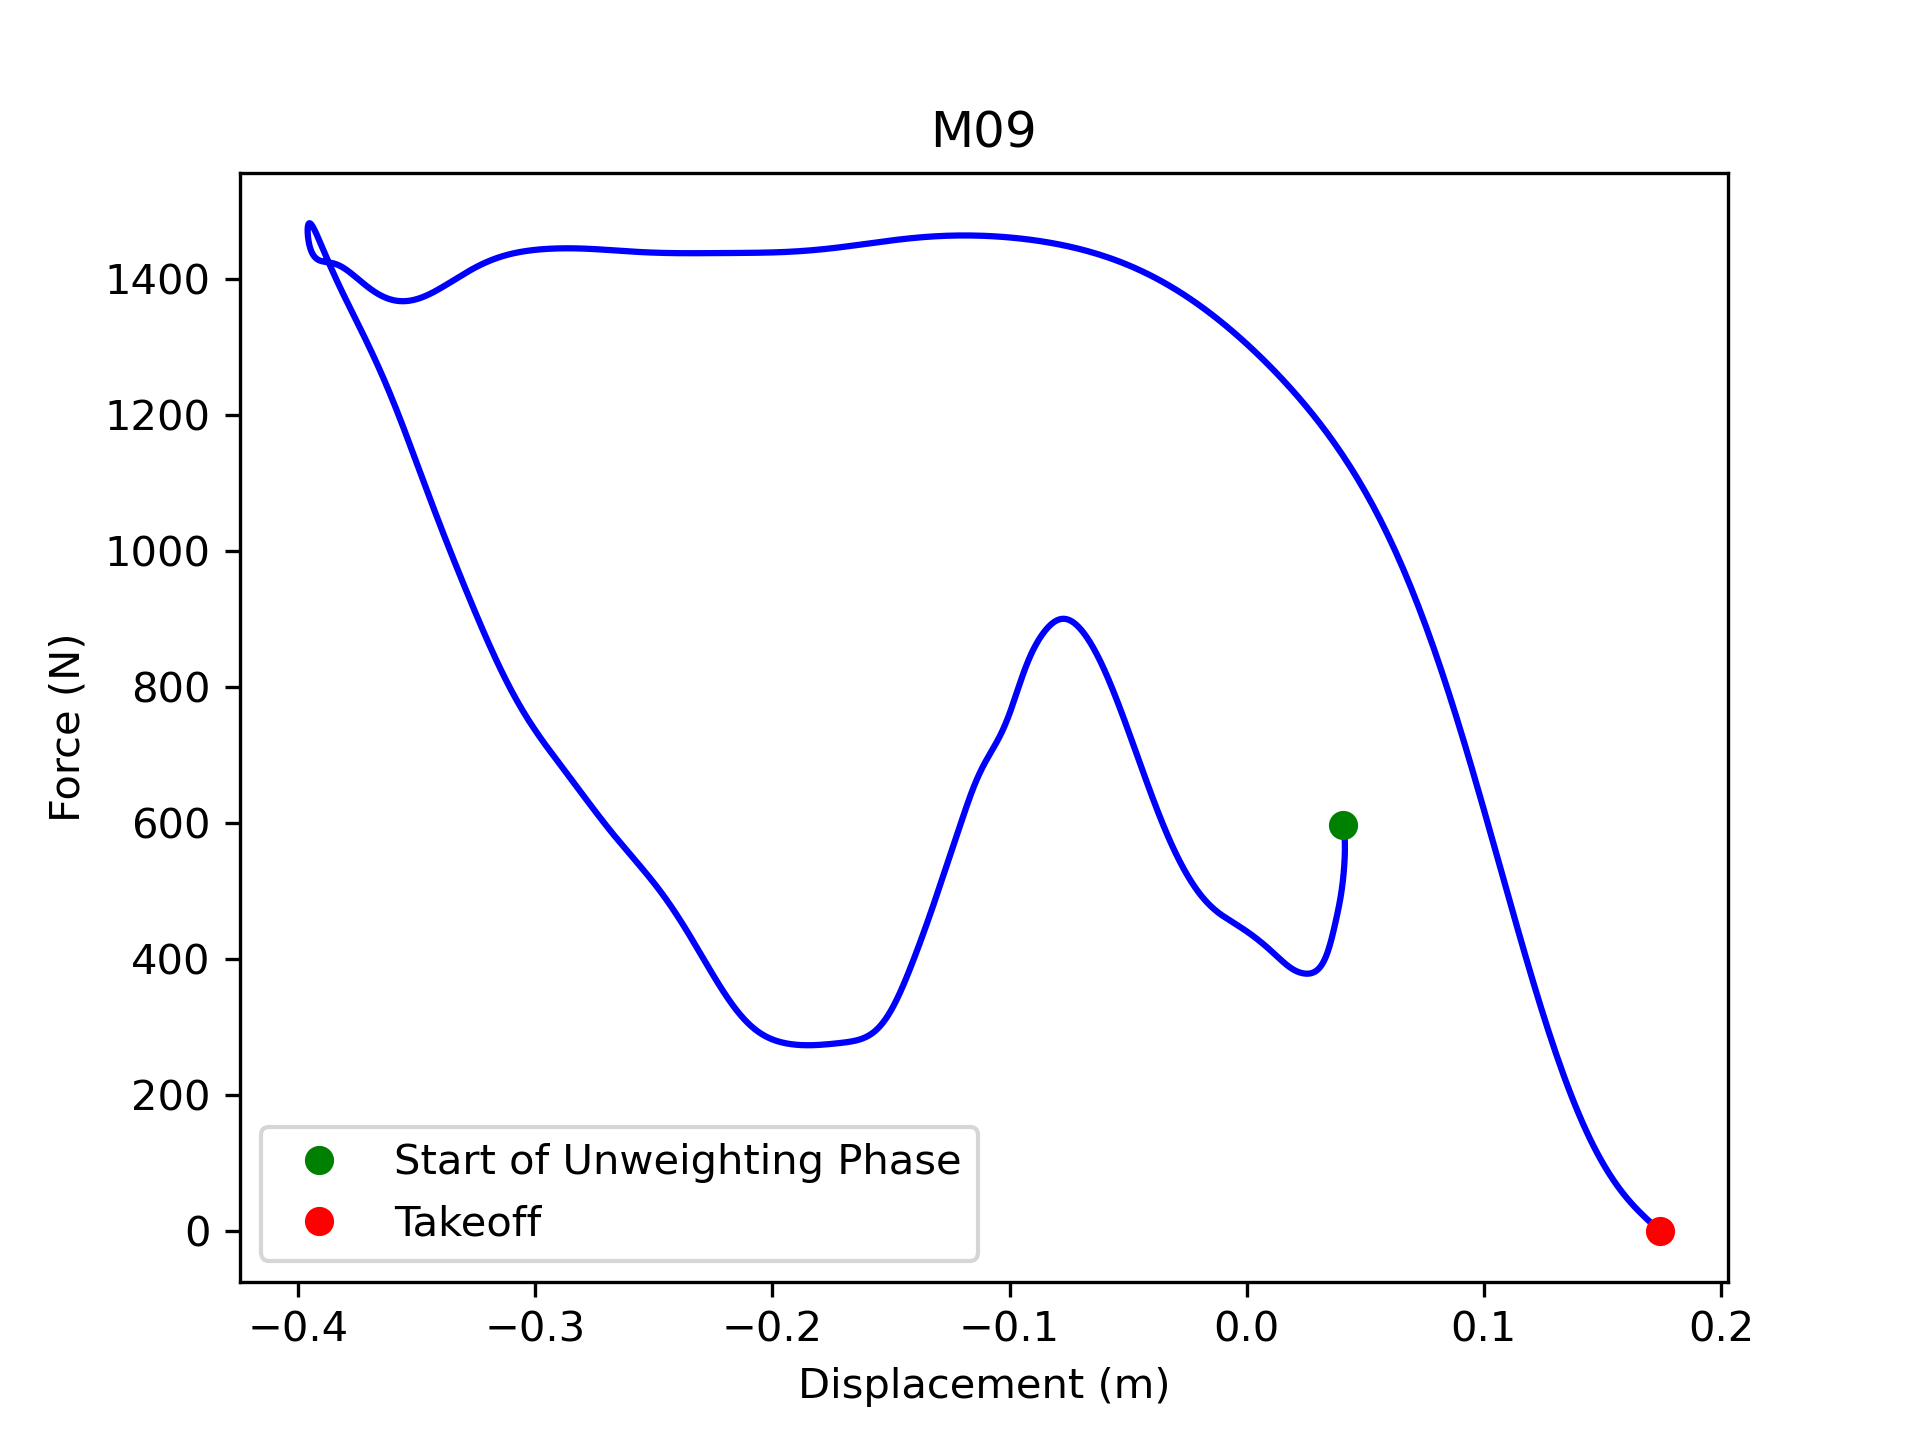 M09
Force (N)
1400
1200
1000
800
600
400
200
0
Start of Unweighting Phase
Takeoff
−0.4 −0.3 −0.2 −0.1 0.0 0.1 0.2
Displacement (m)